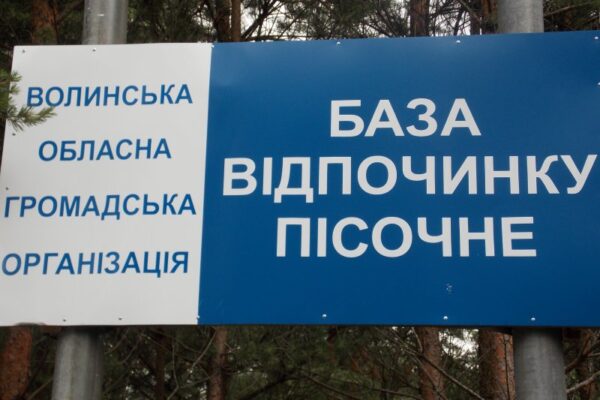 ВОЛИНСЬКА
ОБЛАСНА
ГРОМАДСЬКА
ОРГАНІЗАЦІЯ
БАЗА
ВІДПОЧИНКУ
ПІСОЧНЕ